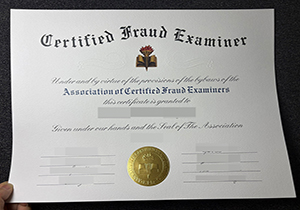 Certified Fraud Examiner
Under and by virtue of the provisions of the bylaws of the
Association of Certified Fraud Examiners
this certificate is granted to
Given under our hands and the Seal of The Association